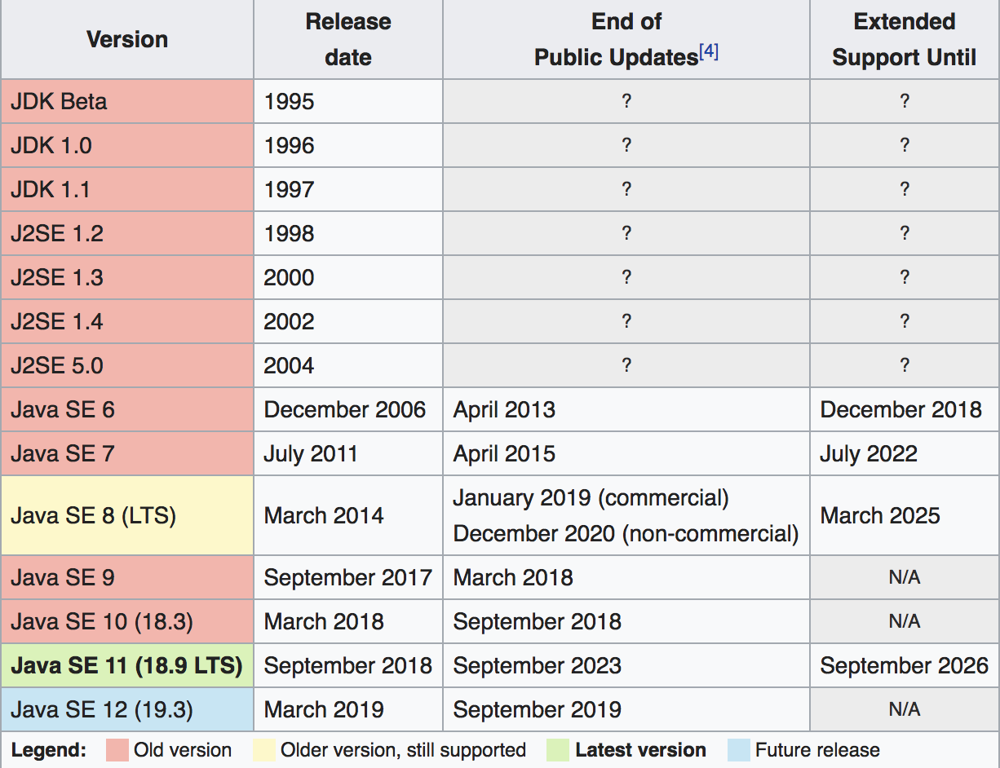 Version Release date End of Public Updates[4] Extended Support Until
JDK Beta 1995 ? ?
JDK 1.0 1996 ? ?
JDK 1.1 1997 ? ?
J2SE 1.2 1998 ? ?
J2SE 1.3 2000 ? ?
J2SE 1.4 2002 ? ?
J2SE 5.0 2004 ? ?
Java SE 6 December 2006 April 2013 December 2018
Java SE 7 July 2011 April 2015 July 2022
Java SE 8 (LTS) March 2014 January 2019 (commercial) December 2020 (non-commercial) March 2025
Java SE 9 September 2017 March 2018 N/A
Java SE 10 (18.3) March 2018 September 2018 N/A
Java SE 11 (18.9 LTS) September 2018 September 2023 September 2026
Java SE 12 (19.3) March 2019 September 2019 N/A
Legend: Old version Older version, still supported Latest version Future release